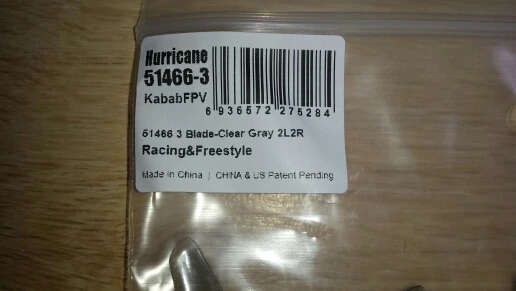 Hurricane
51466-3
KababFPV
6 936572 275284
51466 3 Blade-Clear Gray 2L2R
Racing&Freestyle
Made in China | CHINA & US Patent Pending